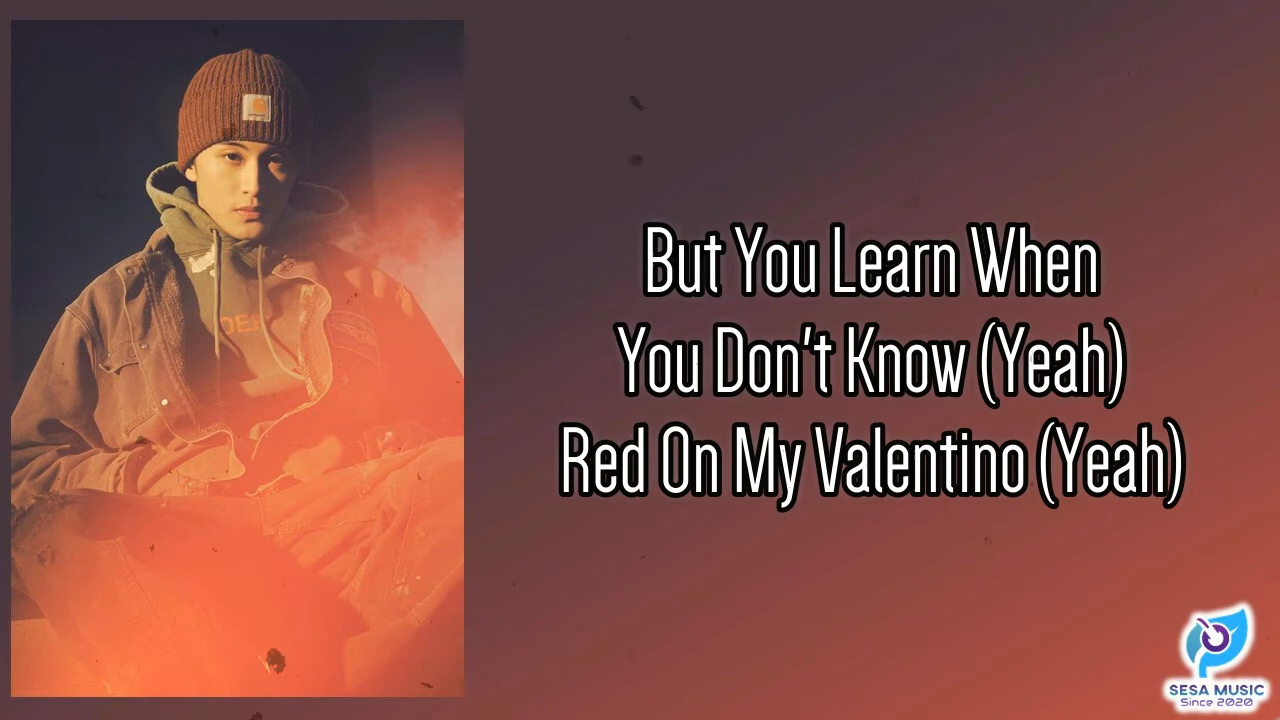 But You Learn When
You Don't Know (Yeah)
Red On My Valentino (Yeah)
SESA MUSIC
Since 2020